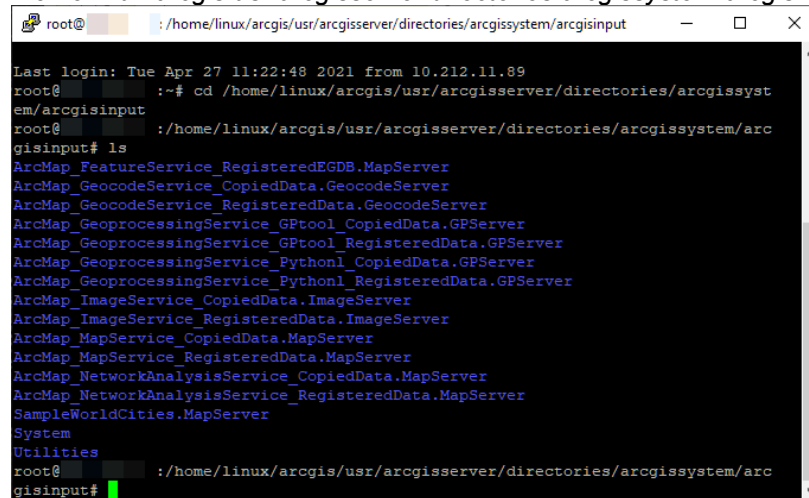 root@ : /home/linux/arcgis/usr/arcgisserver/directories/arcgissystem/arcgisinput
Last login: Tue Apr 27 11:22:48 2021 from 10.212.11.89
root@ :~# cd /home/linux/arcgis/usr/arcgisserver/directories/arcgissyst
em/arcgisinput
root@ :/home/linux/arcgis/usr/arcgisserver/directories/arcgissystem/arc
gisinput# ls
ArcMap_FeatureService_RegisteredEGDB.MapServer
ArcMap_GeocodeService_CopiedData.GeocodeServer
ArcMap_GeocodeService_RegisteredData.GeocodeServer
ArcMap_GeoprocessingService_GPtool_CopiedData.GPServer
ArcMap_GeoprocessingService_GPtool_RegisteredData.GPServer
ArcMap_GeoprocessingService_Pythonl_CopiedData.GPServer
ArcMap_GeoprocessingService_Pythonl_RegisteredData.GPServer
ArcMap_ImageService_CopiedData.ImageServer
ArcMap_ImageService_RegisteredData.ImageServer
ArcMap_MapService_CopiedData.MapServer
ArcMap_MapService_RegisteredData.MapServer
ArcMap_NetworkAnalysisService_CopiedData.MapServer
ArcMap_NetworkAnalysisService_RegisteredData.MapServer
SampleWorldCities.MapServer
System
Utilities
root@ :/home/linux/arcgis/usr/arcgisserver/directories/arcgissystem/arc
gisinput#